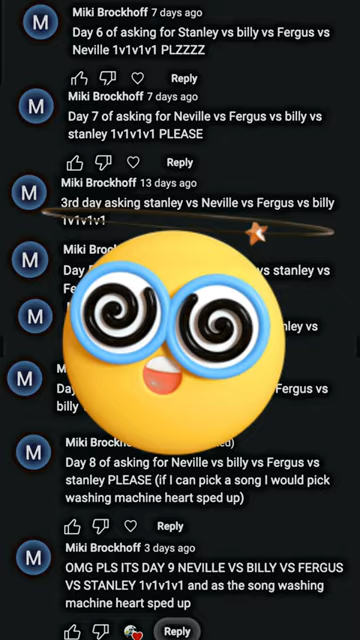 Miki Brockhoff 7 days ago
Day 6 of asking for Stanley vs billy vs Fergus vs
Neville 1v1v1v1 PLZZZZ
Reply
M
Miki Brockhoff 7 days ago
Day 7 of asking for Neville vs Fergus vs billy vs
stanley 1v1v1v1 PLEASE
Reply
M
Miki Brockhoff 13 days ago
3rd day asking stanley vs Neville vs Fergus vs billy
1v1v1v1
M
Miki
Day
vs stanley vs
M
vs
M
Day
Fergus vs
billy
M
Miki
Day 8 of asking for Neville vs billy vs Fergus vs
stanley PLEASE (if I can pick a song I would pick
washing machine heart sped up)
Reply
M
Miki Brockhoff 3 days ago
OMG PLS ITS DAY 9 NEVILLE VS BILLY VS FERGUS
VS STANLEY 1v1v1v1 and as the song washing
machine heart sped up
Reply
M